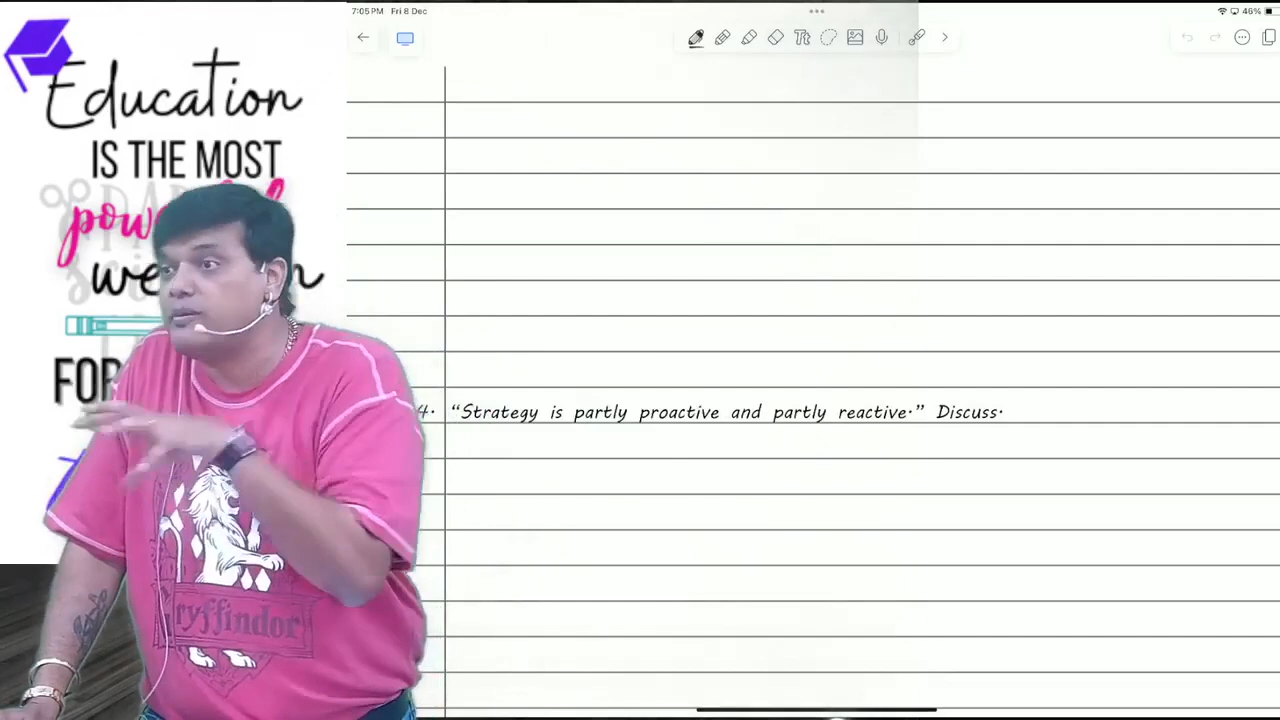 7:05 PM Fri 8 Dec
46%
Education
IS THE MOST
FOR
Tt
4. “Strategy is partly proactive and partly reactive.” Discuss.
ryffindor